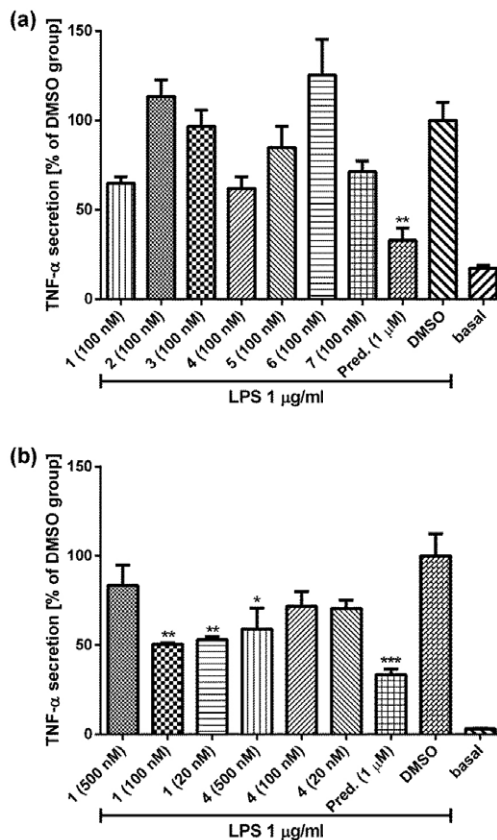 (a)
TNF-α secretion [% of DMSO group]
150
100
50
0
**
1 (100 nM)
2 (100 nM)
3 (100 nM)
4 (100 nM)
5 (100 nM)
6 (100 nM)
7 (100 nM)
Pred. (1 μM)
DMSO
basal
LPS 1 μg/ml
(b)
TNF-α secretion [% of DMSO group]
150
100
50
0
**
**
*
***
1 (500 nM)
1 (100 nM)
1 (20 nM)
4 (500 nM)
4 (100 nM)
4 (20 nM)
Pred. (1 μM)
DMSO
basal
LPS 1 μg/ml